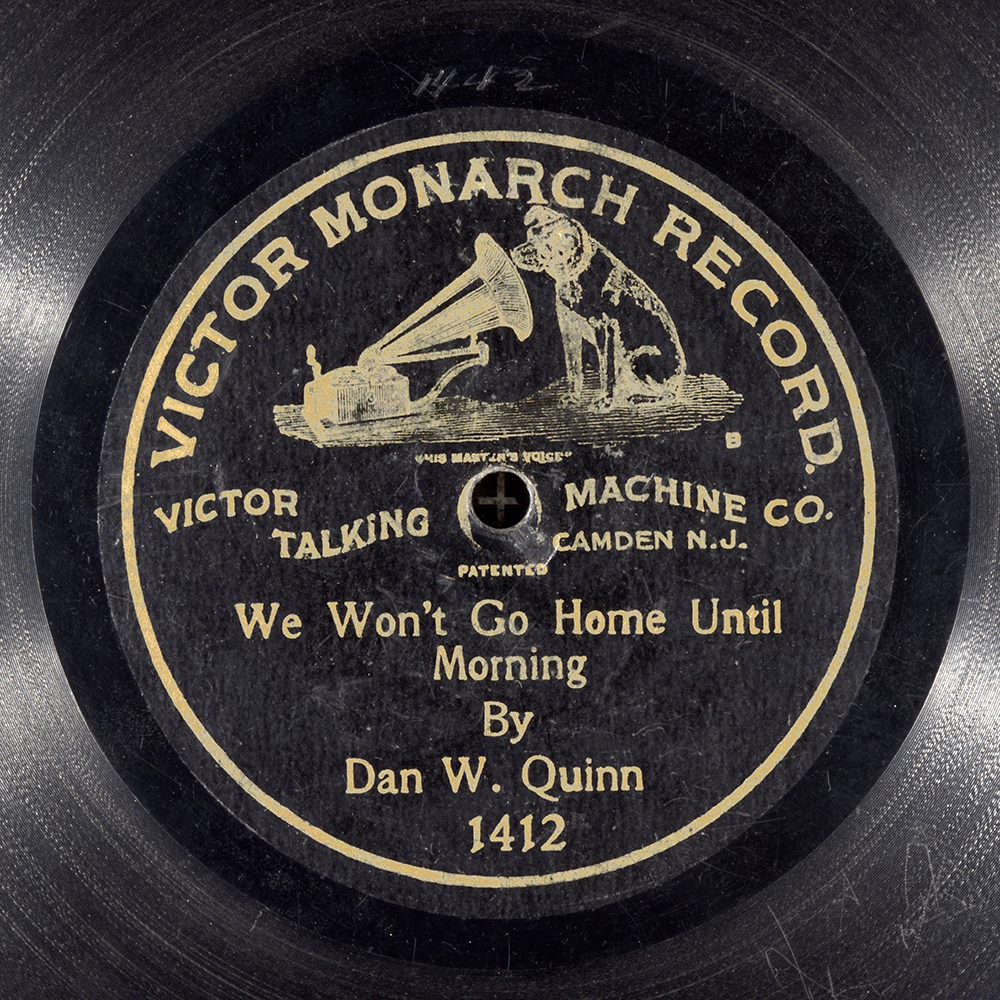 1442
VICTOR MONARCH RECORD.
B
"HIS MASTER'S VOICE"
VICTOR TALKING MACHINE CO.
CAMDEN N.J.
PATENTED
We Won't Go Home Until
Morning
By
Dan W. Quinn
1412